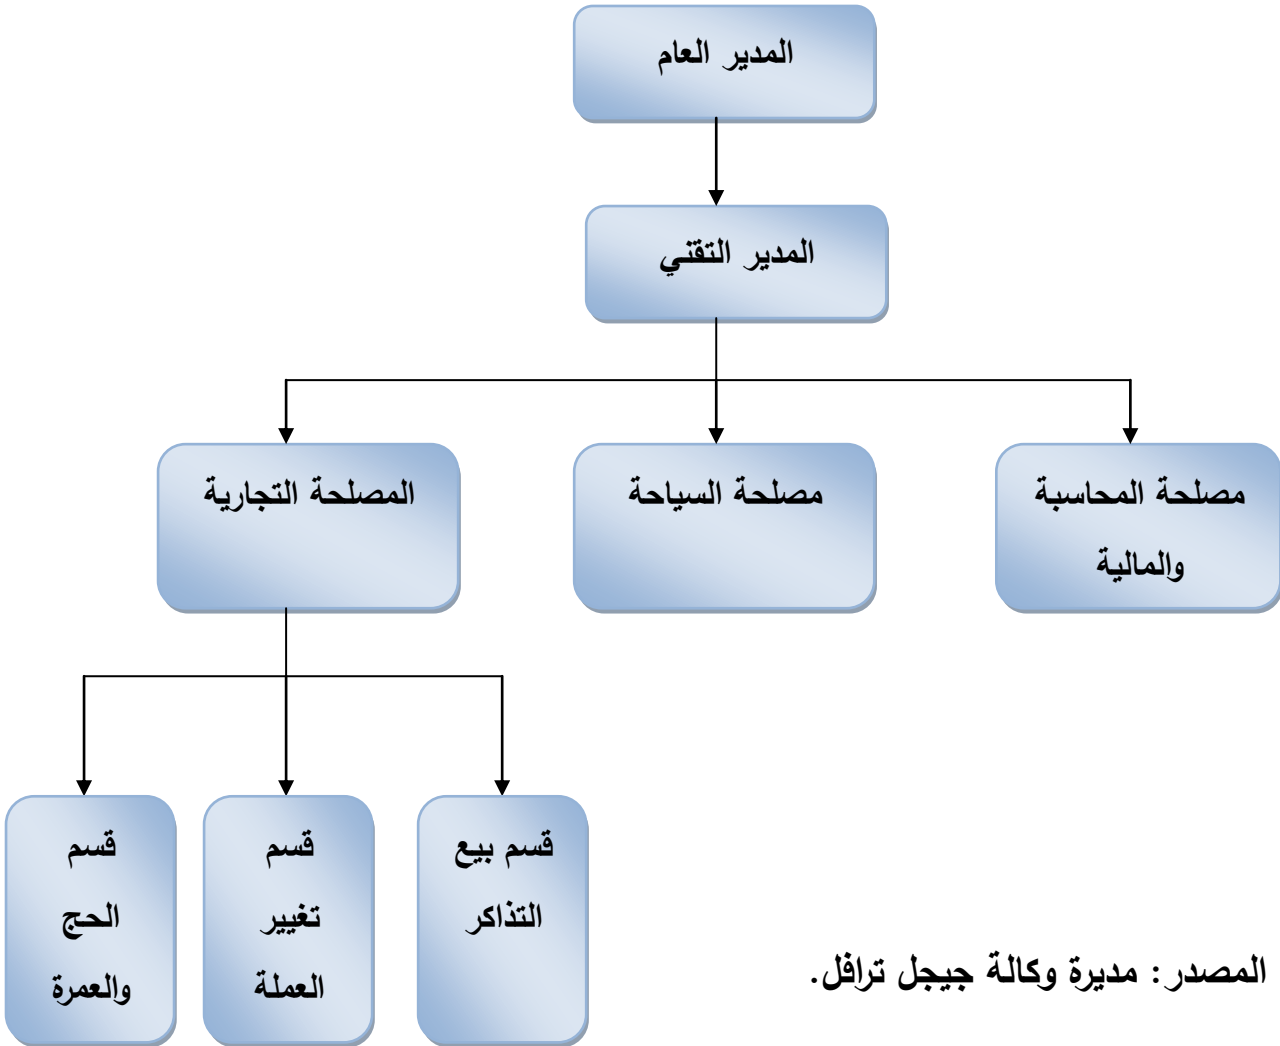 المدير العام
المدير التقني
مصلحة المحاسبة
والمالية
مصلحة السياحة
المصلحة التجارية
قسم بيع
التذاكر
قسم
تغيير
العملة
قسم
الحج
والعمرة
المصدر: مديرة وكالة جيجل ترافل.